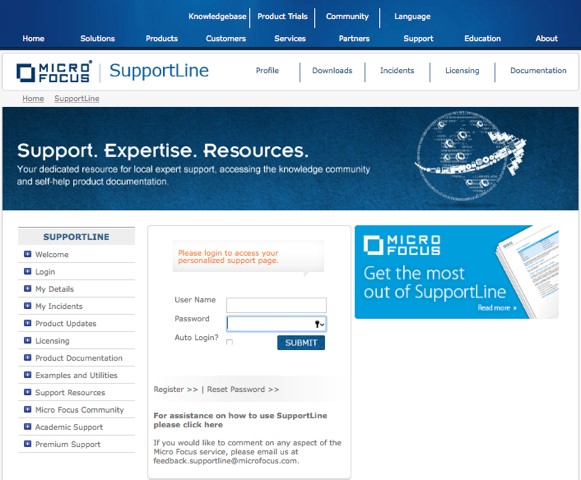 Knowledgebase Product Trials Community Language
Home Solutions Products Customers Services Partners Support Education About
MICRO FOCUS SupportLine Profile Downloads Incidents Licensing Documentation
Home SupportLine
Support. Expertise. Resources.
Your dedicated resource for local expert support, accessing the knowledge community
and self-help product documentation.
SUPPORTLINE
Welcome
Login
My Details
My Incidents
Product Updates
Licensing
Product Documentation
Examples and Utilities
Support Resources
Micro Focus Community
Academic Support
Premium Support
Please login to access your
personalized support page.
User Name
Password
Auto Login?
SUBMIT
Register >> | Reset Password >>
For assistance on how to use SupportLine
please click here
If you would like to comment on any aspect of the
Micro Focus service, please email us at
feedback.supportline@microfocus.com.
MICRO
FOCUS
Get the most
out of SupportLine
Read more »